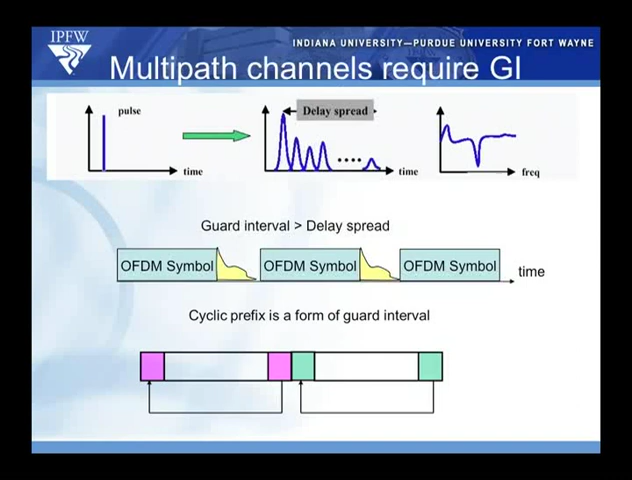 IPFW
INDIANA UNIVERSITY—PURDUE UNIVERSITY FORT WAYNE
Multipath channels require GI
pulse
time
Delay spread
time
freq
Guard interval > Delay spread
OFDM Symbol
OFDM Symbol
OFDM Symbol
time
Cyclic prefix is a form of guard interval